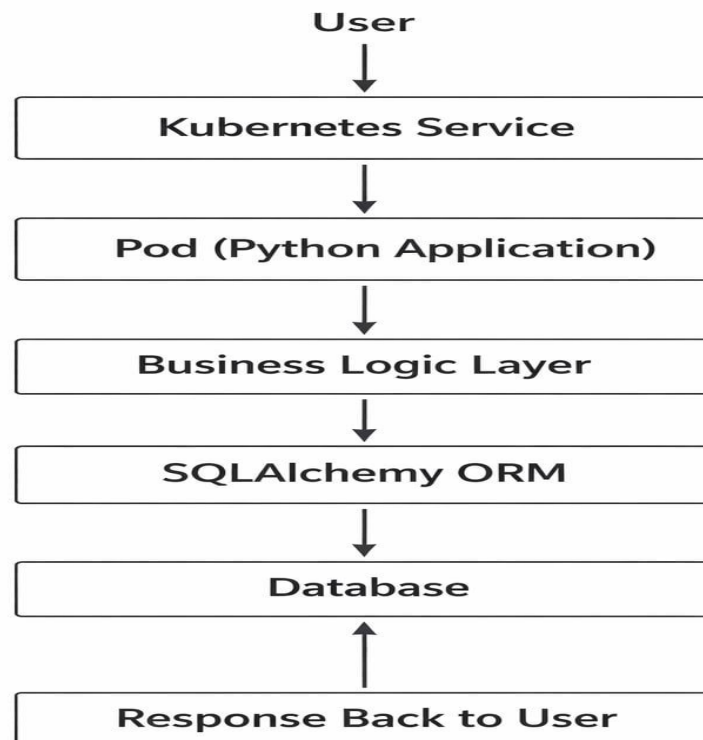 User
Kubernetes Service
Pod (Python Application)
Business Logic Layer
SQLAlchemy ORM
Database
Response Back to User